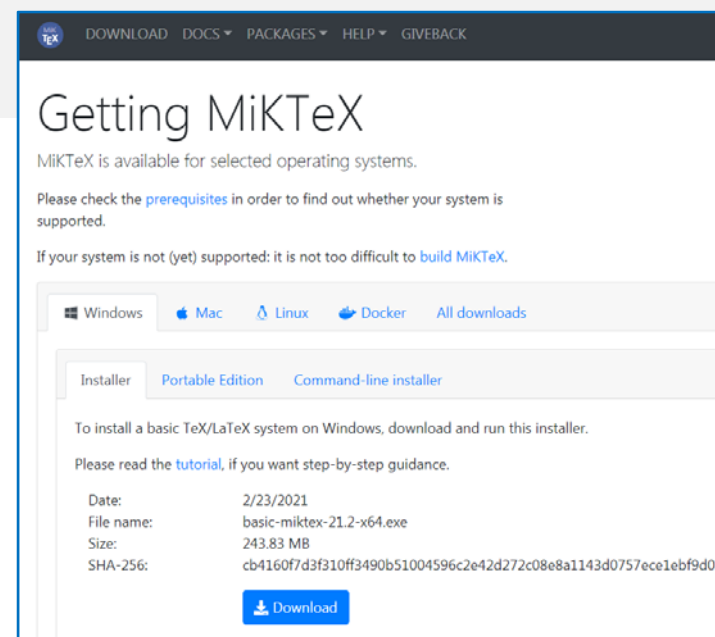 MiK
TEX
DOWNLOAD DOCS PACKAGES HELP GIVEBACK
Getting MiKTeX
MiKTeX is available for selected operating systems.
Please check the prerequisites in order to find out whether your system is
supported.
If your system is not (yet) supported: it is not too difficult to build MiKTeX.
Windows Mac Linux Docker All downloads
Installer Portable Edition Command-line installer
To install a basic TeX/LaTeX system on Windows, download and run this installer.
Please read the tutorial, if you want step-by-step guidance.
Date: 2/23/2021
File name: basic-miktex-21.2-x64.exe
Size: 243.83 MB
SHA-256: cb4160f7d3f310ff3490b51004596c2e42d272c08e8a1143d0757ece1ebf9d0
Download